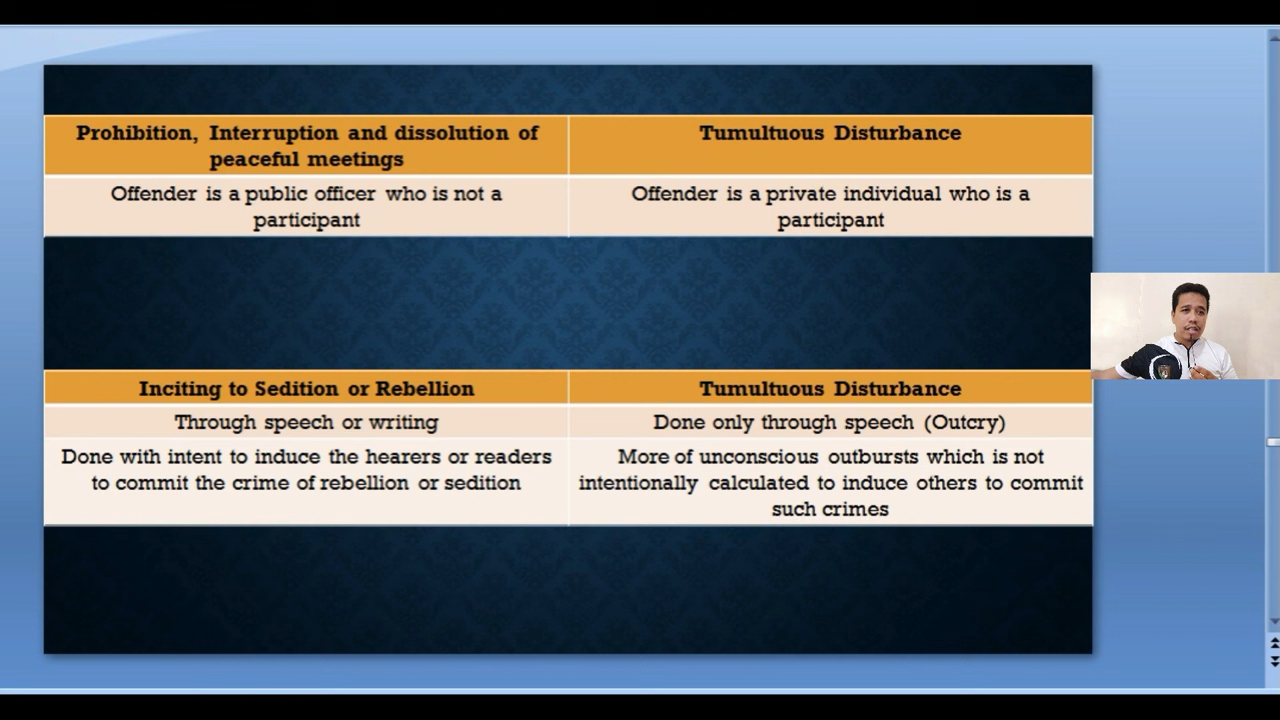 Prohibition, Interruption and dissolution of
peaceful meetings
Tumultuous Disturbance
Offender is a public officer who is not a
participant
Offender is a private individual who is a
participant
Inciting to Sedition or Rebellion
Tumultuous Disturbance
Through speech or writing
Done only through speech (Outcry)
Done with intent to induce the hearers or readers
to commit the crime of rebellion or sedition
More of unconscious outbursts which is not
intentionally calculated to induce others to commit
such crimes